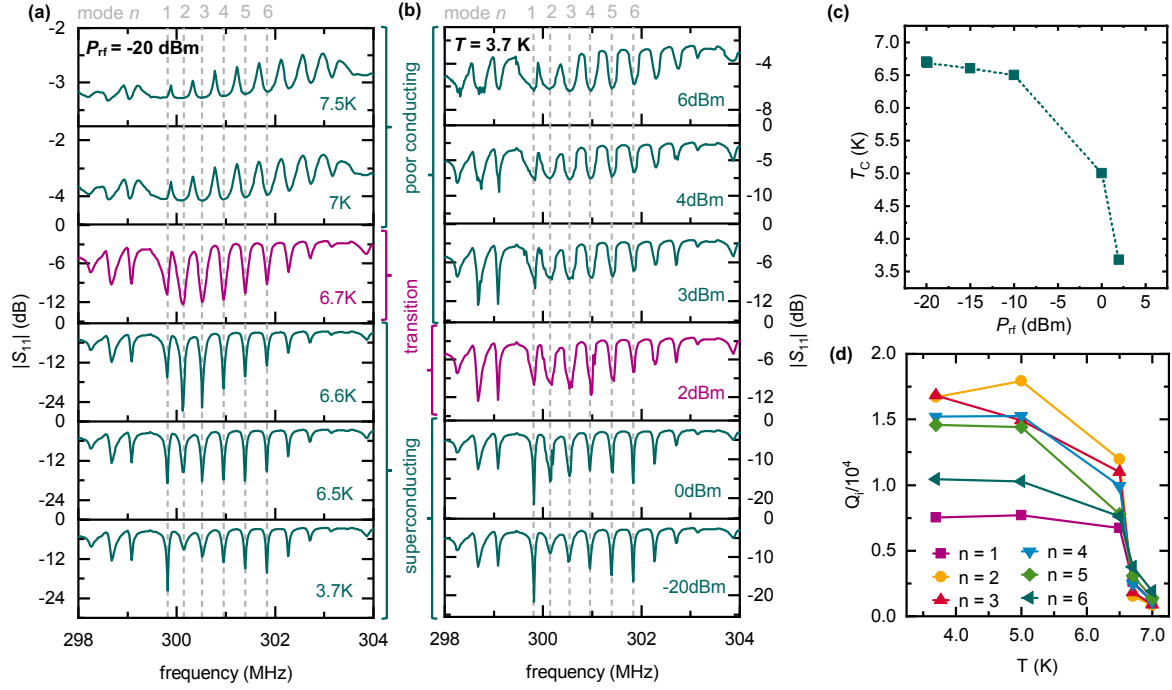 (a)
mode n 1 2 3 4 5 6
P_rf = -20 dBm
-2
-3
7.5K
-2
-4
7K
0
-6
-12
6.7K
0
-12
-24
6.6K
0
-12
-24
6.5K
0
-12
-24
3.7K
298 300 302 304
frequency (MHz)
|S_11| (dB)
(b)
mode n 1 2 3 4 5 6
T = 3.7 K
poor conducting
transition
superconducting
-4
-8
6dBm
0
-5
-10
4dBm
0
-6
-12
3dBm
0
-6
-12
2dBm
0
-10
-20
0dBm
0
-10
-20
-20dBm
298 300 302 304
frequency (MHz)
|S_11| (dB)
(c)
7.0
6.5
6.0
5.5
5.0
4.5
4.0
3.5
T_C (K)
-20 -15 -10 -5 0 5
P_rf (dBm)
(d)
2.0
1.5
1.0
0.5
0.0
Q_i/10^4
n = 1 n = 4
n = 2 n = 5
n = 3 n = 6
4.0 5.0 6.0 7.0
T (K)